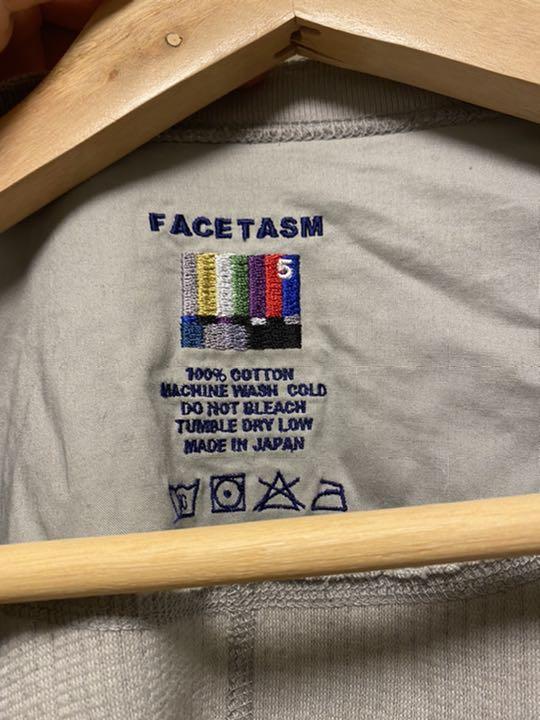 FACETASM
5
100% COTTON
MACHINE WASH COLD
DO NOT BLEACH
TUMBLE DRY LOW
MADE IN JAPAN